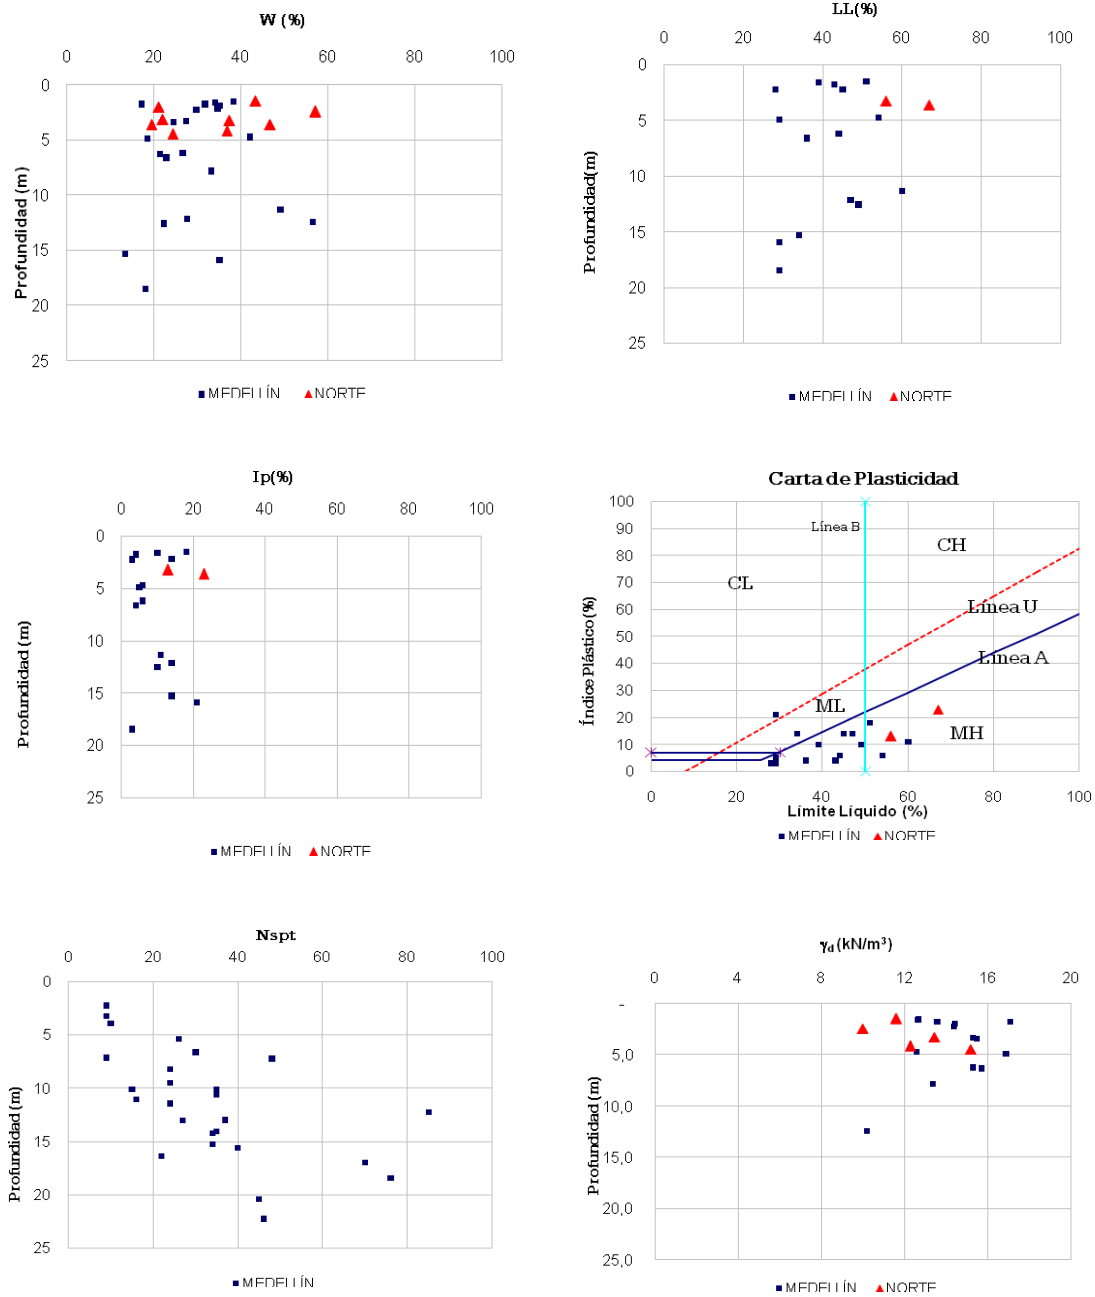 W (%)
0 20 40 60 80 100
0
5
10
15
20
25
Profundidad (m)
MEDELLÍN NORTE
LL(%)
0 20 40 60 80 100
0
5
10
15
20
25
Profundidad(m)
MEDELLÍN NORTE
Ip(%)
0 20 40 60 80 100
0
5
10
15
20
25
Profundidad (m)
MEDELLÍN NORTE
Carta de Plasticidad
100
90
80
70
60
50
40
30
20
10
0
Índice Plástico (%)
Línea B
CH
CL
Línea U
Línea A
ML
MH
0 20 40 60 80 100
Límite Líquido (%)
MEDELLÍN NORTE
Nspt
0 20 40 60 80 100
0
5
10
15
20
25
Profundidad (m)
MEDELLÍN
γd (kN/m³)
0 4 8 12 16 20
-
5,0
10,0
15,0
20,0
25,0
Profundidad (m)
MEDELLÍN NORTE